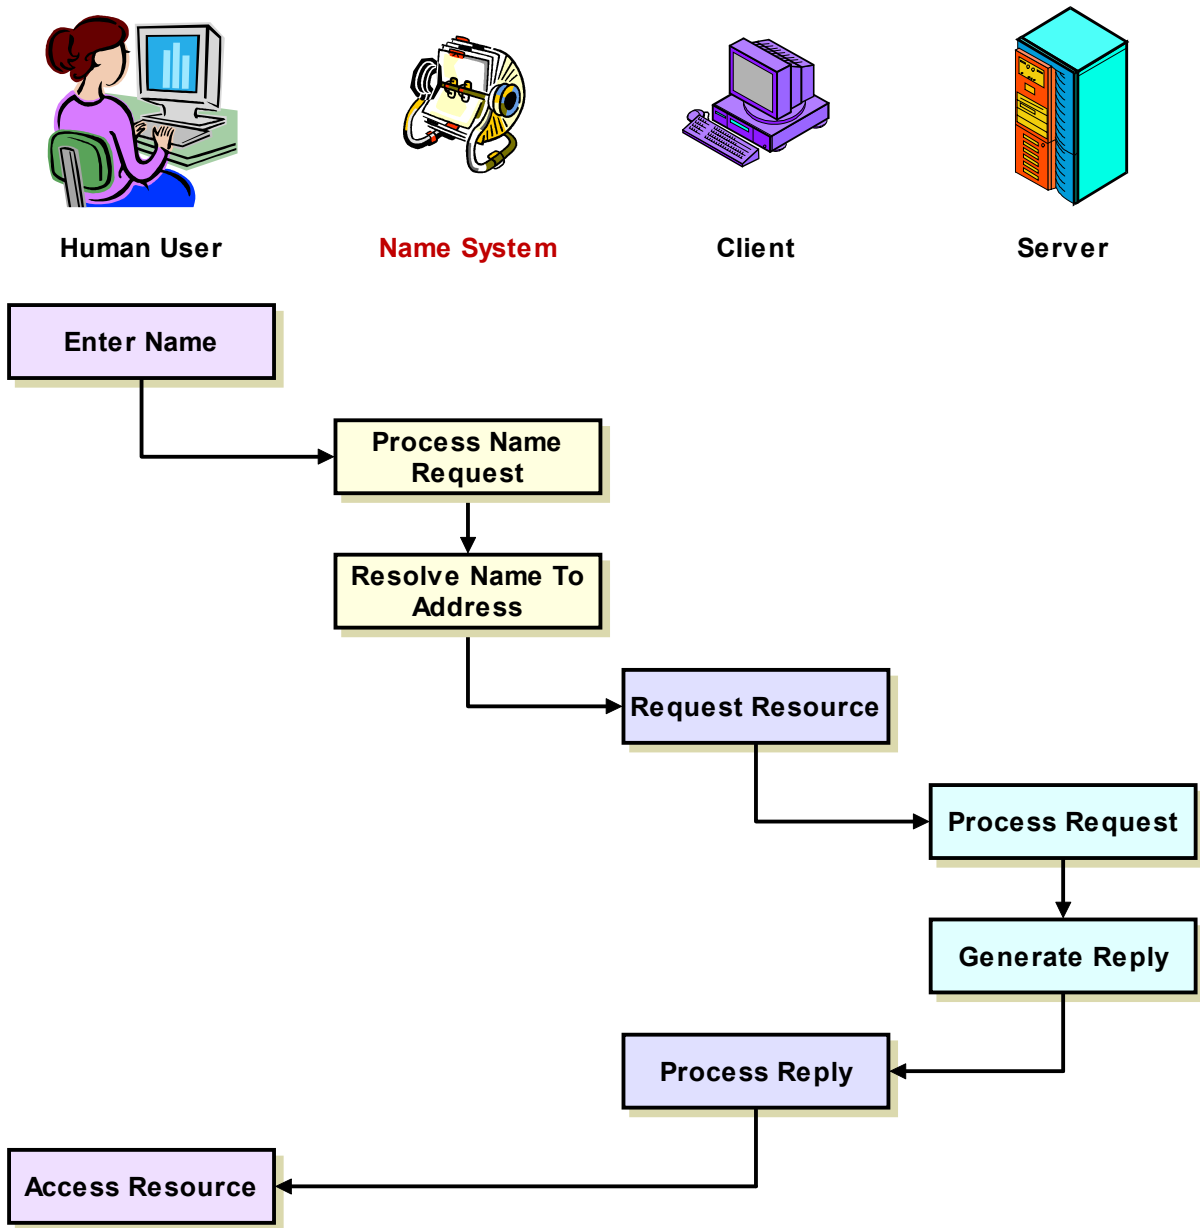 Human User
Name System
Client
Server
Enter Name
Process Name
Request
Resolve Name To
Address
Request Resource
Process Request
Generate Reply
Process Reply
Access Resource